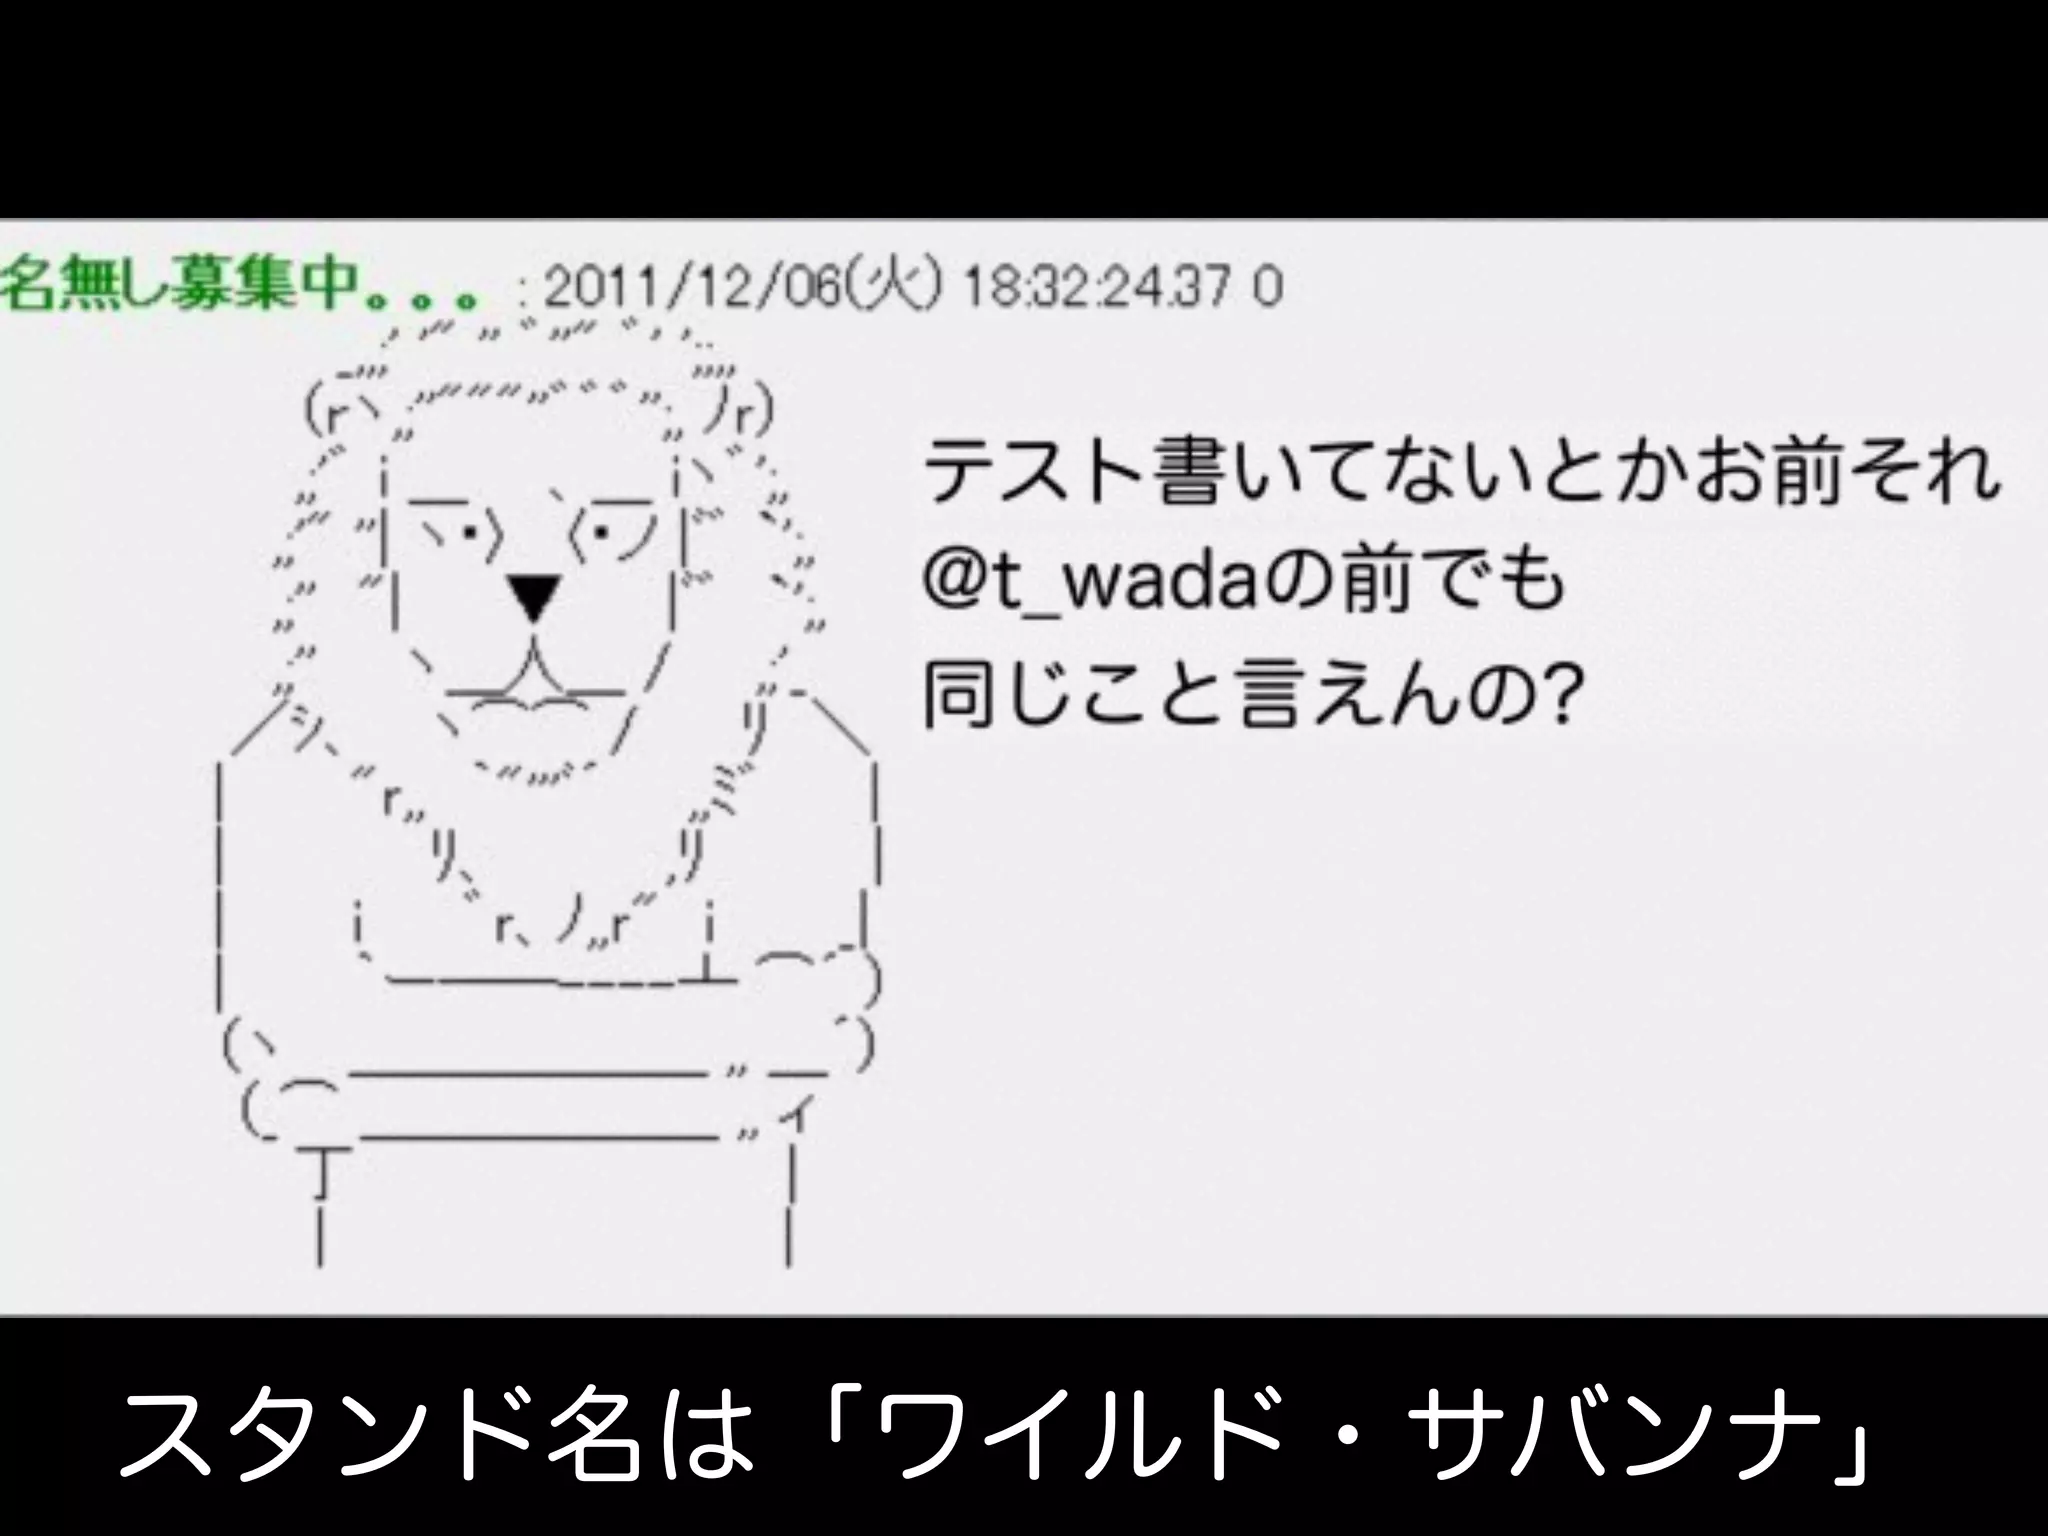 名無し募集中。。。 : 2011/12/06(火) 18:32:24.37 0
テスト書いてないとかお前それ
@t_wadaの前でも
同じこと言えんの?
スタンド名は「ワイルド・サバンナ」